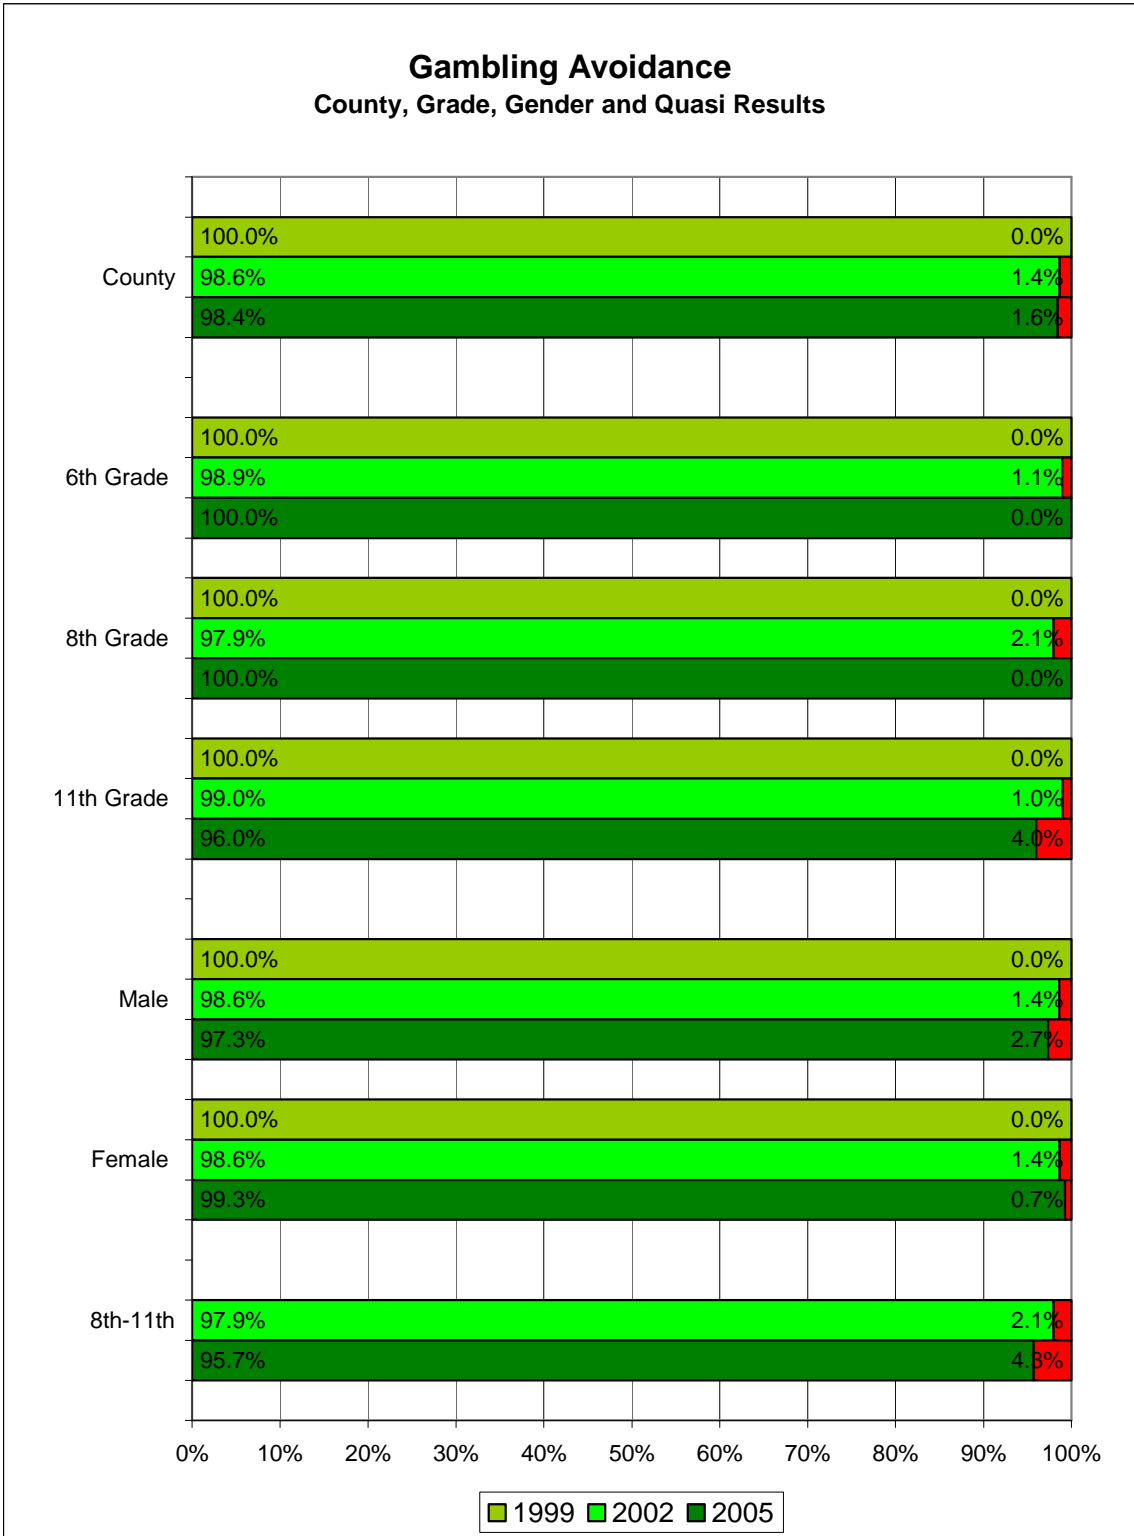 Gambling Avoidance
County, Grade, Gender and Quasi Results
County
100.0% 0.0%
98.6% 1.4%
98.4% 1.6%
6th Grade
100.0% 0.0%
98.9% 1.1%
100.0% 0.0%
8th Grade
100.0% 0.0%
97.9% 2.1%
100.0% 0.0%
11th Grade
100.0% 0.0%
99.0% 1.0%
96.0% 4.0%
Male
100.0% 0.0%
98.6% 1.4%
97.3% 2.7%
Female
100.0% 0.0%
98.6% 1.4%
99.3% 0.7%
8th-11th
97.9% 2.1%
95.7% 4.3%
0% 10% 20% 30% 40% 50% 60% 70% 80% 90% 100%
1999 2002 2005